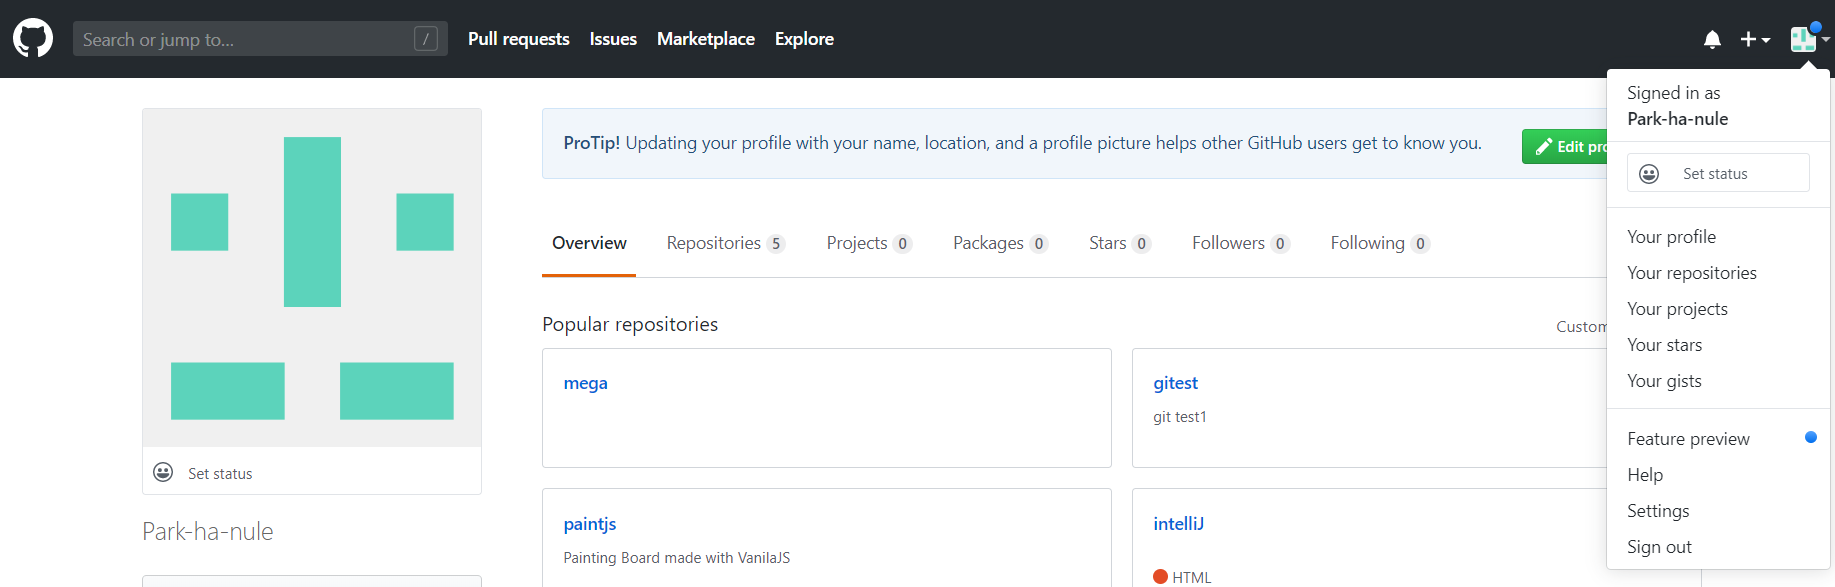 Search or jump to...
/
Pull requests
Issues
Marketplace
Explore
Signed in as
Park-ha-nule
Set status
Your profile
Your repositories
Your projects
Your stars
Your gists
Feature preview
Help
Settings
Sign out
ProTip! Updating your profile with your name, location, and a profile picture helps other GitHub users get to know you.
Edit pro
Overview
Repositories 5
Projects 0
Packages 0
Stars 0
Followers 0
Following 0
Popular repositories
Custom
mega
gitest
git test1
paintjs
Painting Board made with VanilaJS
intelliJ
HTML
Set status
Park-ha-nule